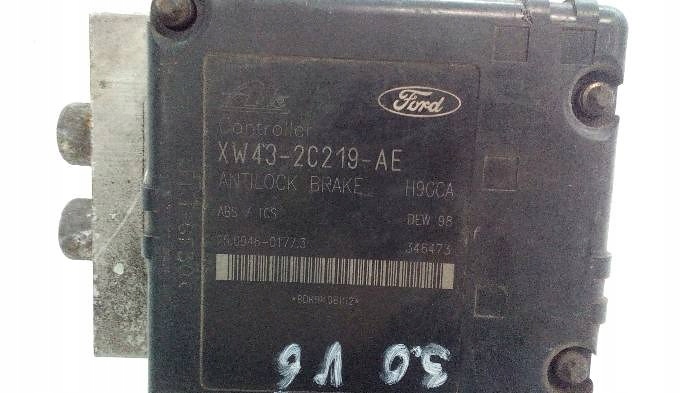 Ford
Controller
XW43-2C219-AE
ANTILOCK BRAKE H9CCA
ABS / TCS DEW 98
346473
3.0 V6